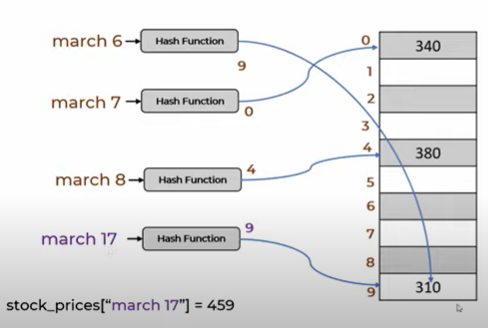 march 6 Hash Function
9
march 7 Hash Function
0
march 8 Hash Function
4
march 17 Hash Function
9
0 340
1
2
3
4 380
5
6
7
8
9 310
stock_prices["march 17"] = 459